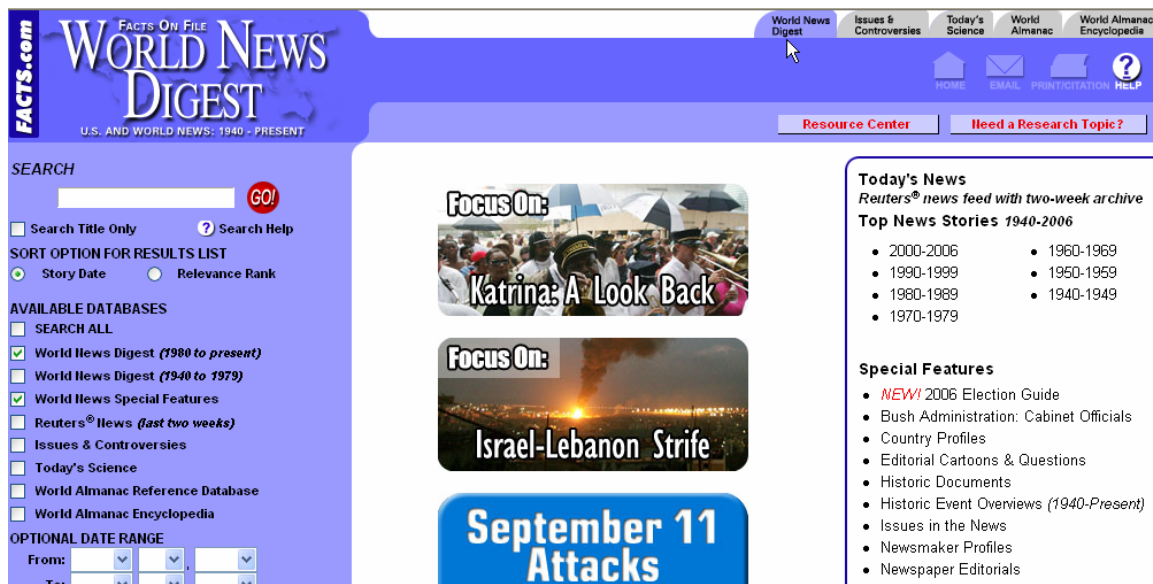 FACTS.com
FACTS ON FILE
WORLD NEWS
DIGEST
U.S. AND WORLD NEWS: 1940 - PRESENT
World News
Digest
Issues &
Controversies
Today's
Science
World
Almanac
World Almanac
Encyclopedia
HOME
EMAIL
PRINT/CITATION
? HELP
Resource Center
Need a Research Topic?
SEARCH
GO!
Search Title Only
? Search Help
SORT OPTION FOR RESULTS LIST
Story Date
Relevance Rank
AVAILABLE DATABASES
SEARCH ALL
World News Digest (1980 to present)
World News Digest (1940 to 1979)
World News Special Features
Reuters® News (last two weeks)
Issues & Controversies
Today's Science
World Almanac Reference Database
World Almanac Encyclopedia
OPTIONAL DATE RANGE
From:
,
To:
Focus On:
Katrina: A Look Back
Focus On:
Israel-Lebanon Strife
September 11
Attacks
Today's News
Reuters® news feed with two-week archive
Top News Stories 1940-2006
• 2000-2006
• 1990-1999
• 1980-1989
• 1970-1979
• 1960-1969
• 1950-1959
• 1940-1949
Special Features
• NEW! 2006 Election Guide
• Bush Administration: Cabinet Officials
• Country Profiles
• Editorial Cartoons & Questions
• Historic Documents
• Historic Event Overviews (1940-Present)
• Issues in the News
• Newsmaker Profiles
• Newspaper Editorials